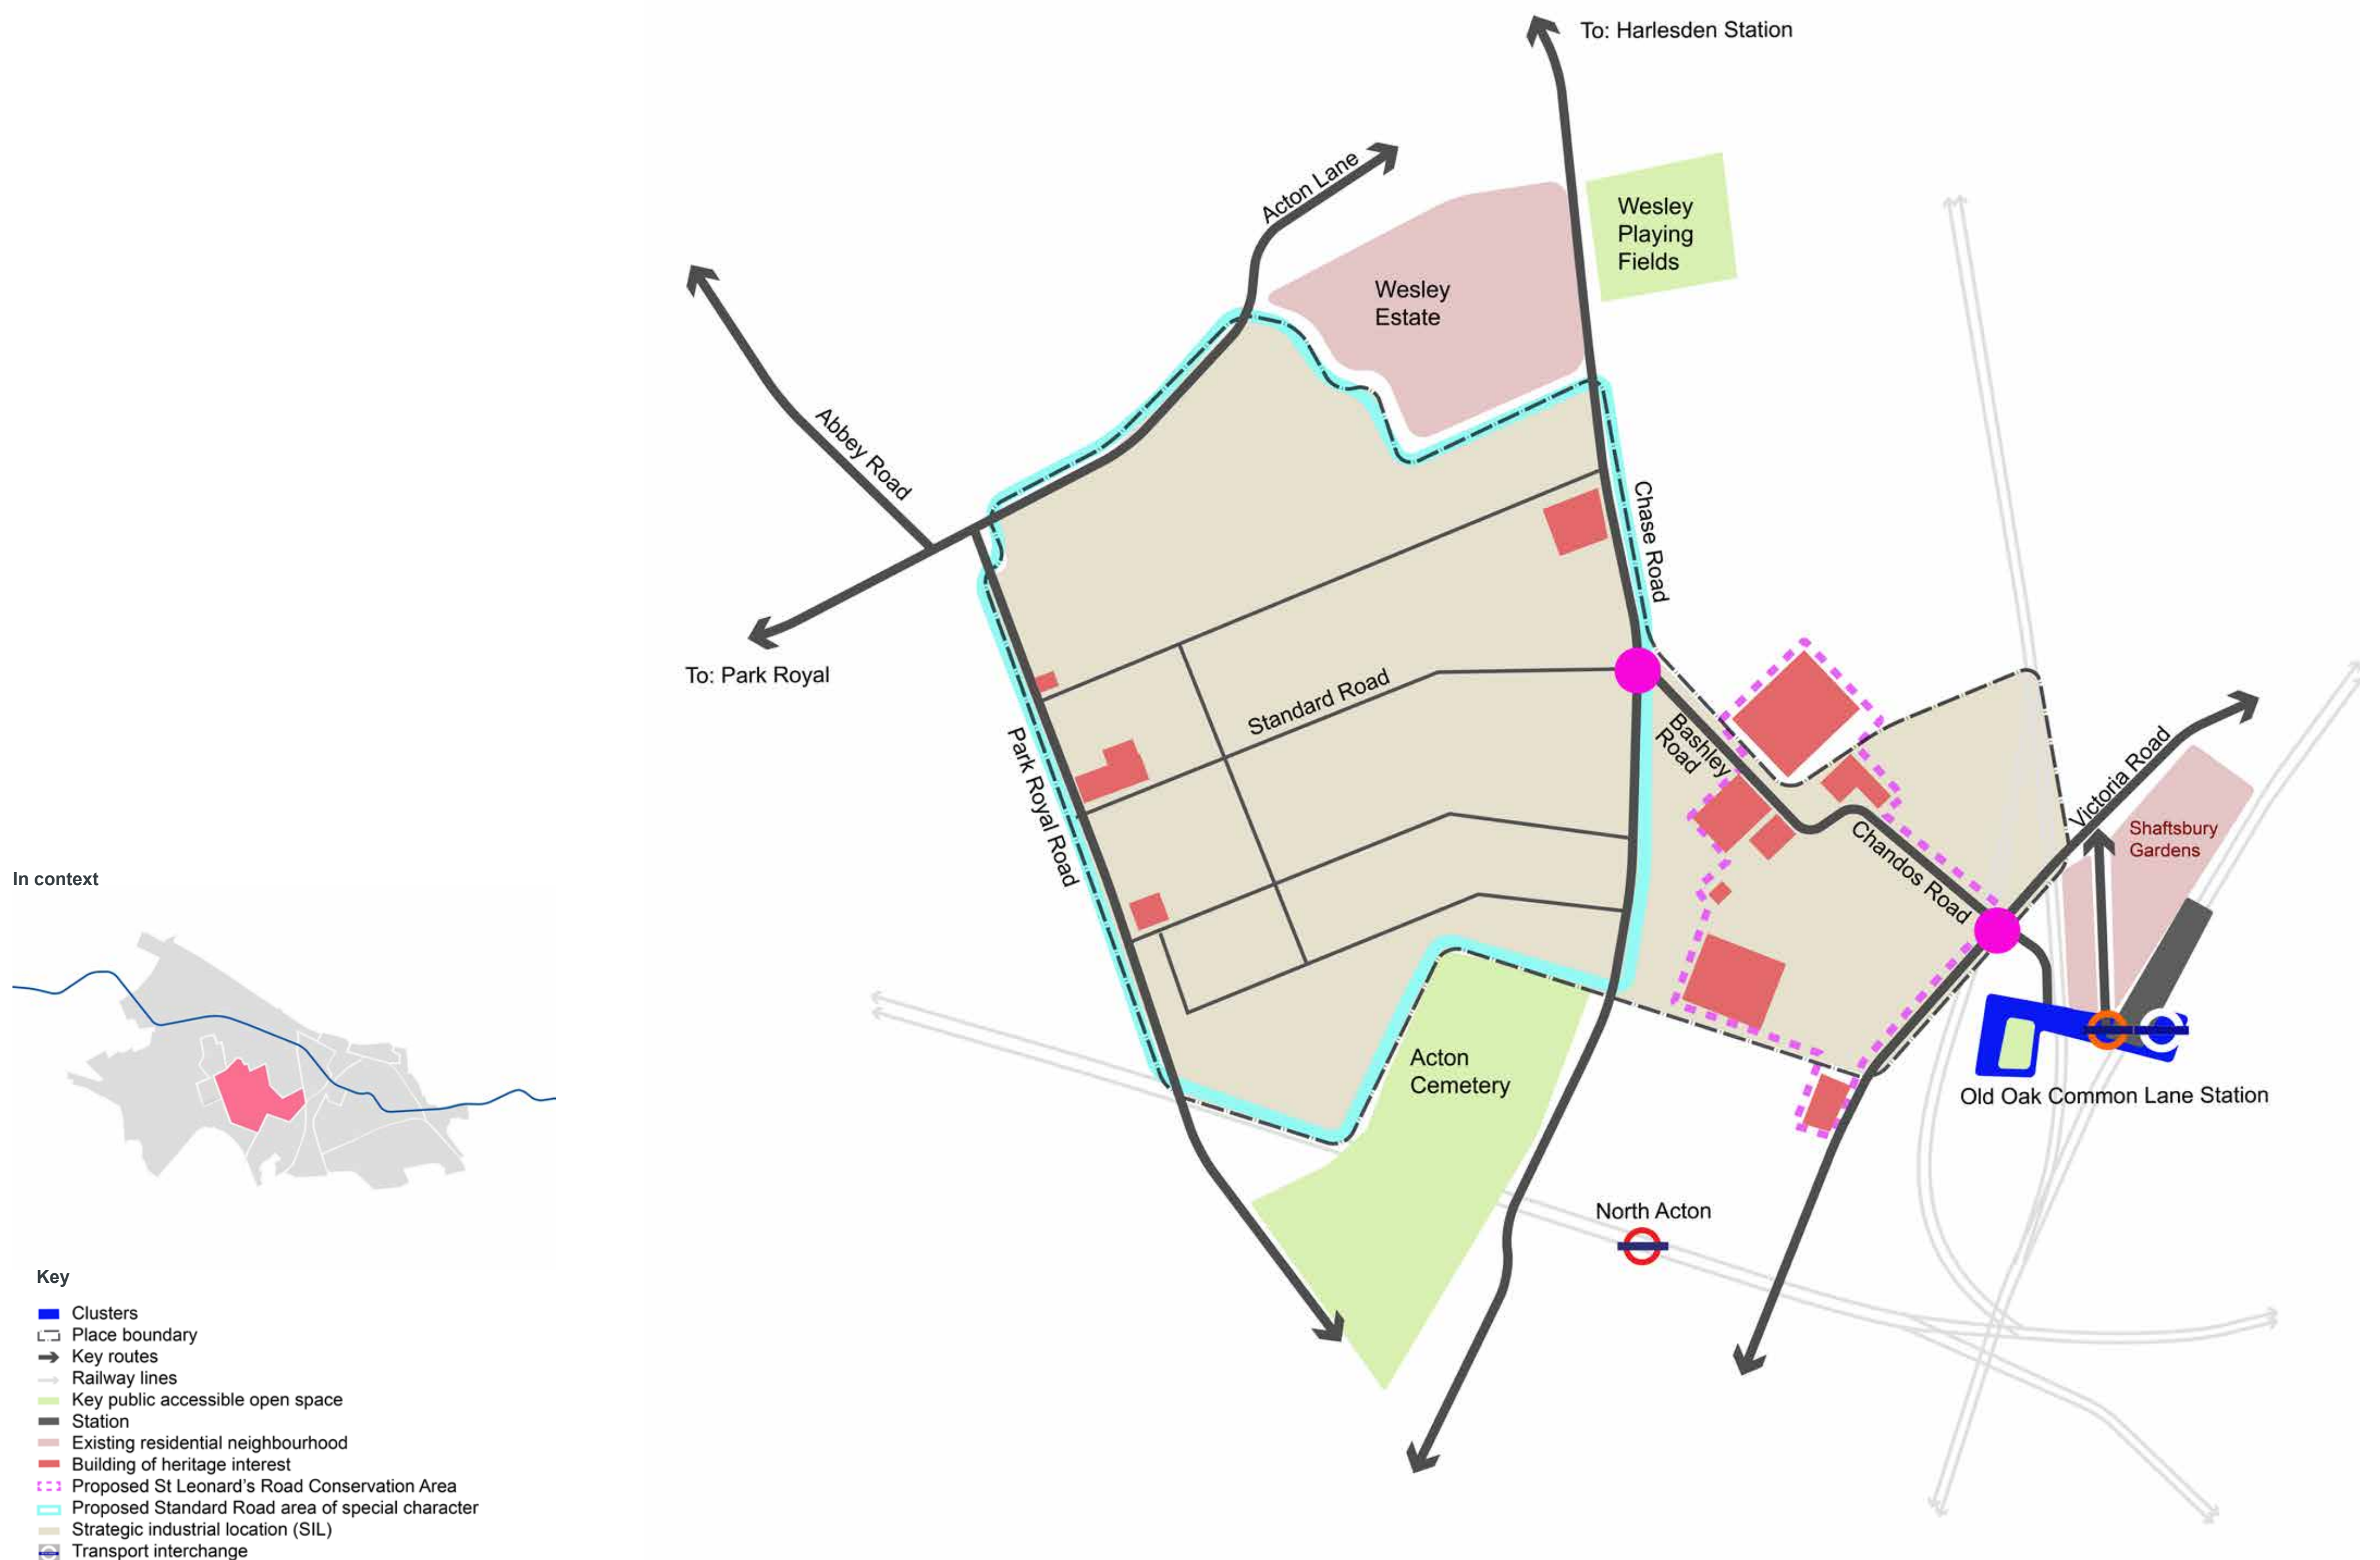 To: Harlesden Station
Acton Lane
Wesley
Playing
Fields
Wesley
Estate
Abbey Road
Chase Road
To: Park Royal
Standard Road
Bashley
Road
Park Royal Road
Victoria Road
Shaftsbury
Gardens
Chandos Road
Acton
Cemetery
Old Oak Common Lane Station
North Acton
In context
Key
Clusters
Place boundary
Key routes
Railway lines
Key public accessible open space
Station
Existing residential neighbourhood
Building of heritage interest
Proposed St Leonard's Road Conservation Area
Proposed Standard Road area of special character
Strategic industrial location (SIL)
Transport interchange